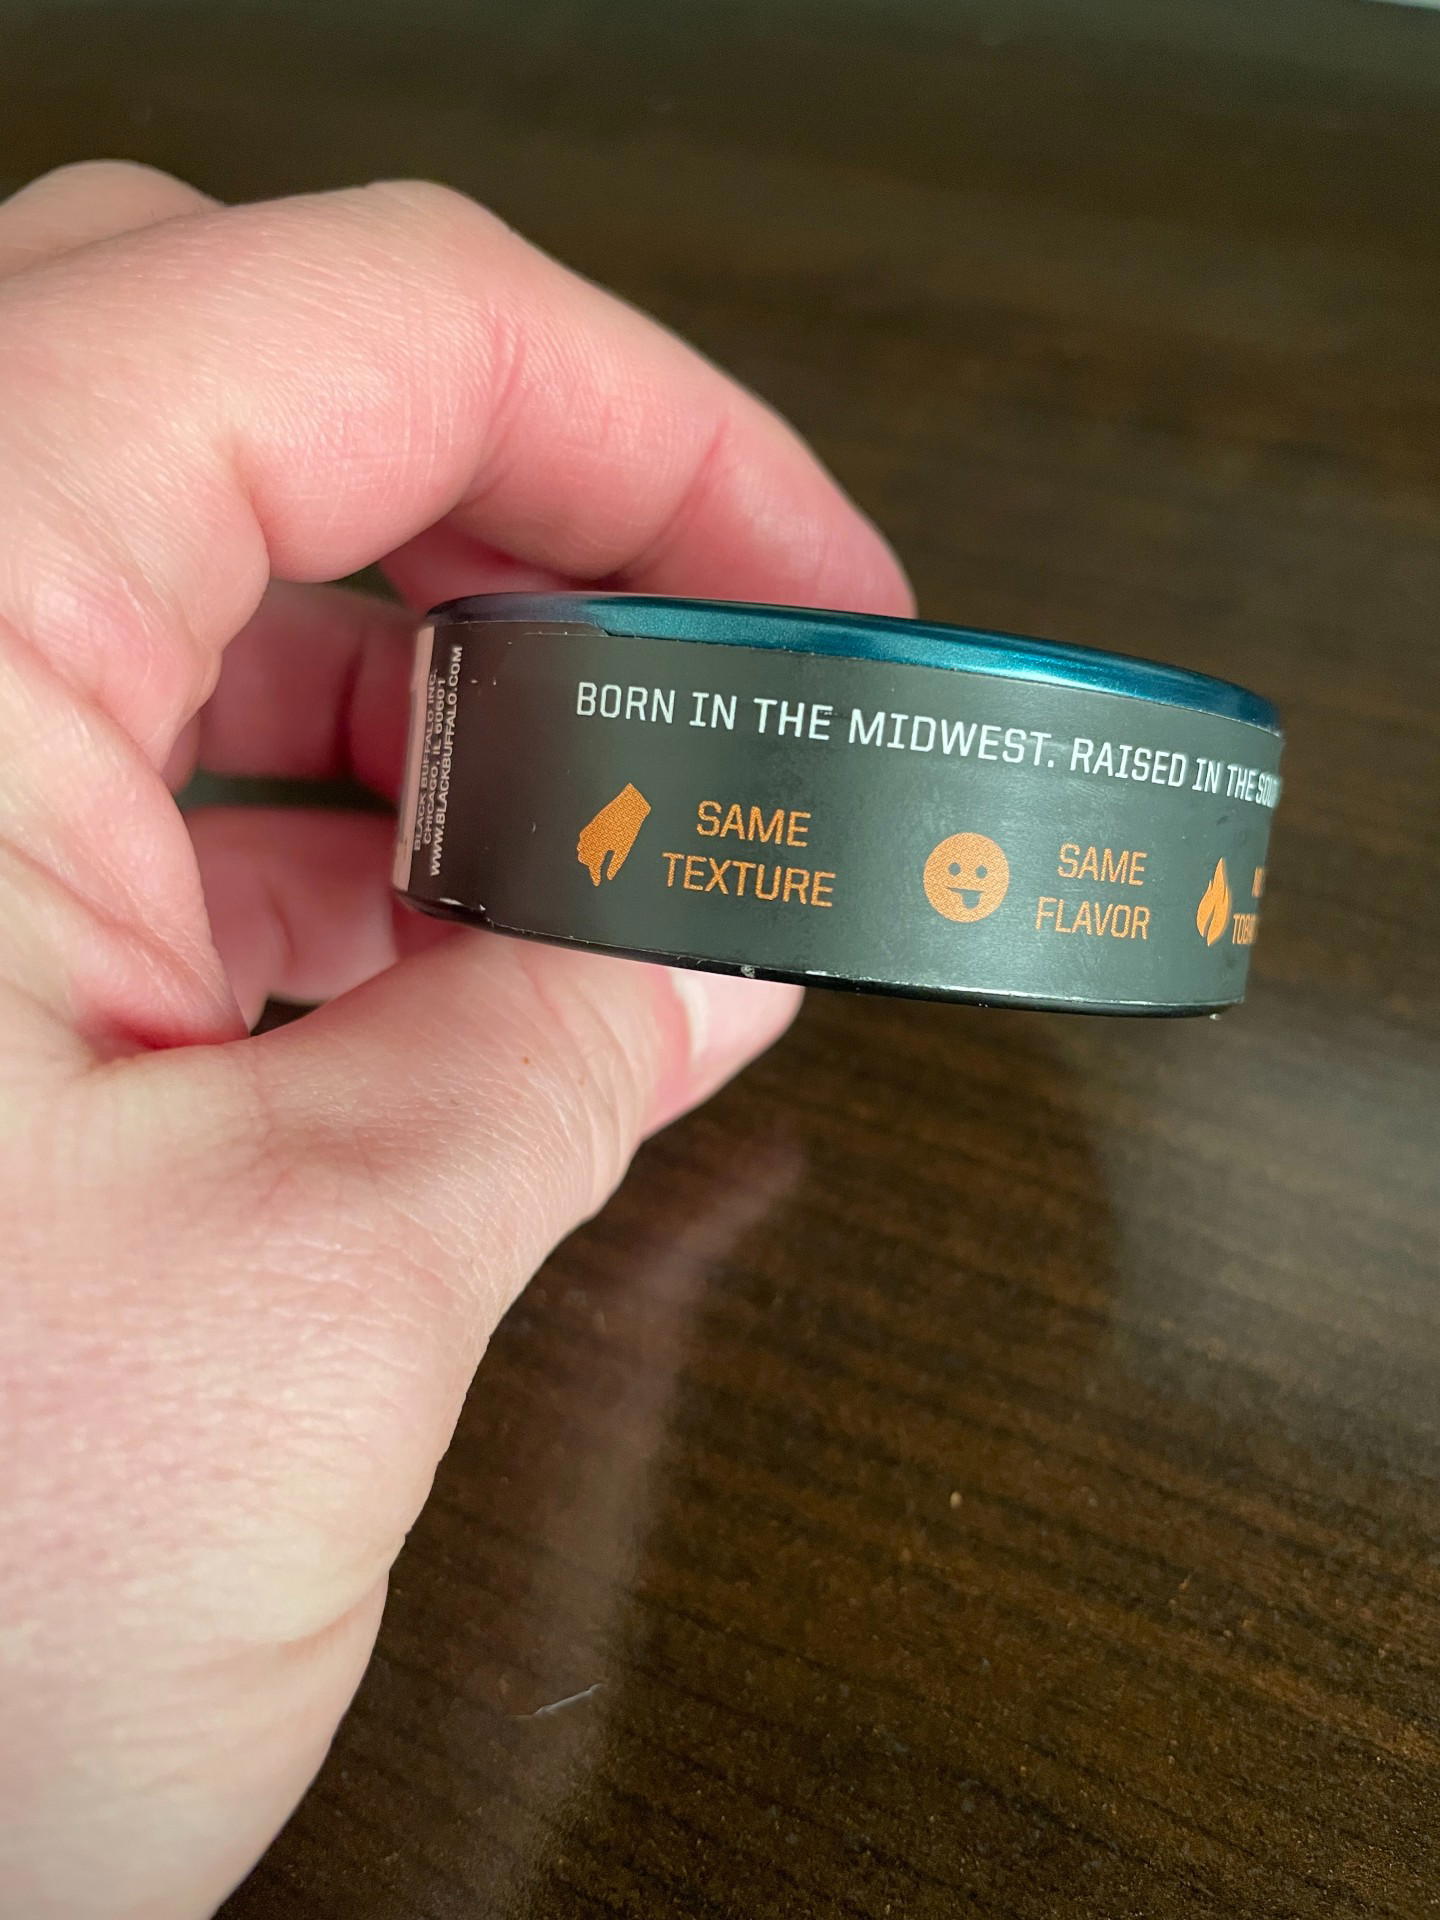 BLACK BUFFALO INC.
CHICAGO, IL 60601
WWW.BLACKBUFFALO.COM
BORN IN THE MIDWEST. RAISED IN THE
SAME
TEXTURE
SAME
FLAVOR